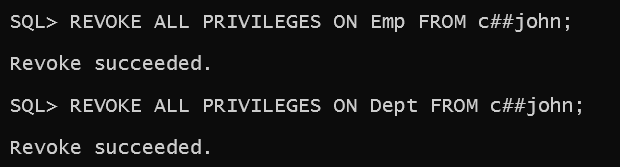 SQL> REVOKE ALL PRIVILEGES ON Emp FROM c##john;
Revoke succeeded.
SQL> REVOKE ALL PRIVILEGES ON Dept FROM c##john;
Revoke succeeded.